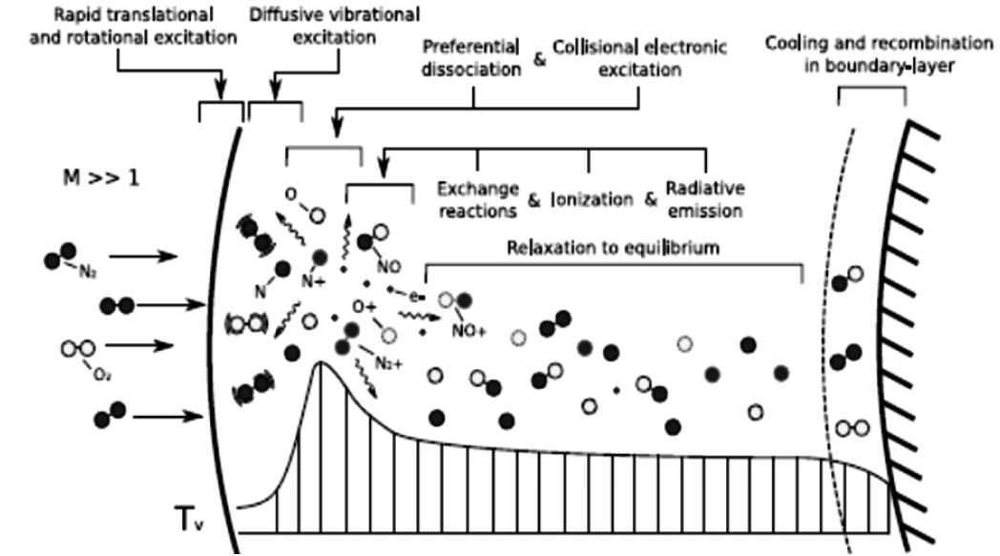 Rapid translational
and rotational excitation
Diffusive vibrational
excitation
Preferential
dissociation
&
Collisional electronic
excitation
Cooling and recombination
in boundary-layer
M >> 1
Exchange
reactions
& Ionization &
Radiative
emission
Relaxation to equilibrium
O
N₂
N
N+
NO
e-
O+
NO+
O₂
N₂+
Tᵥ